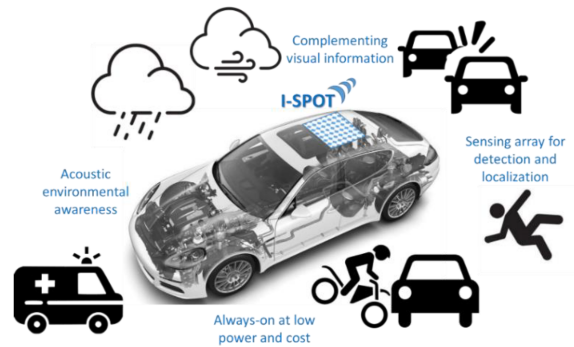 Complementing
visual information
I-SPOT
Sensing array for
detection and
localization
Acoustic
environmental
awareness
Always-on at low
power and cost